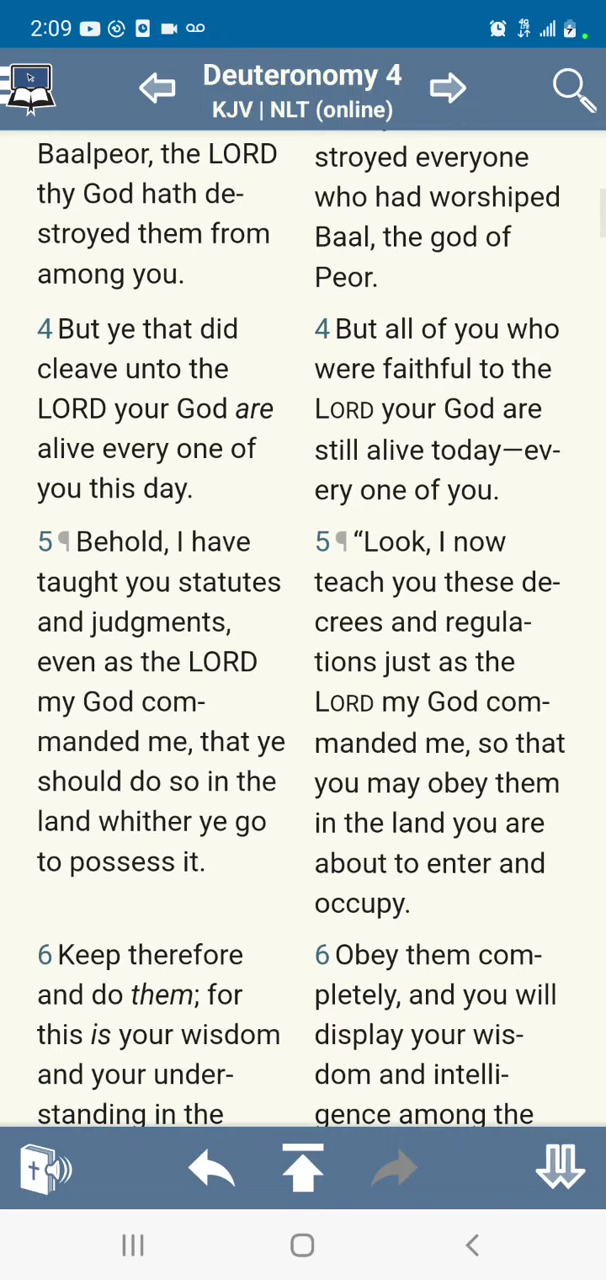 2:09
Deuteronomy 4
KJV | NLT (online)
Baalpeor, the LORD
thy God hath de-
stroyed them from
among you.
4 But ye that did
cleave unto the
LORD your God are
alive every one of
you this day.
5 ¶ Behold, I have
taught you statutes
and judgments,
even as the LORD
my God com-
manded me, that ye
should do so in the
land whither ye go
to possess it.
6 Keep therefore
and do them; for
this is your wisdom
and your under-
standing in the
stroyed everyone
who had worshiped
Baal, the god of
Peor.
4 But all of you who
were faithful to the
LORD your God are
still alive today—ev-
ery one of you.
5 ¶ “Look, I now
teach you these de-
crees and regula-
tions just as the
LORD my God com-
manded me, so that
you may obey them
in the land you are
about to enter and
occupy.
6 Obey them com-
pletely, and you will
display your wis-
dom and intelli-
gence among the